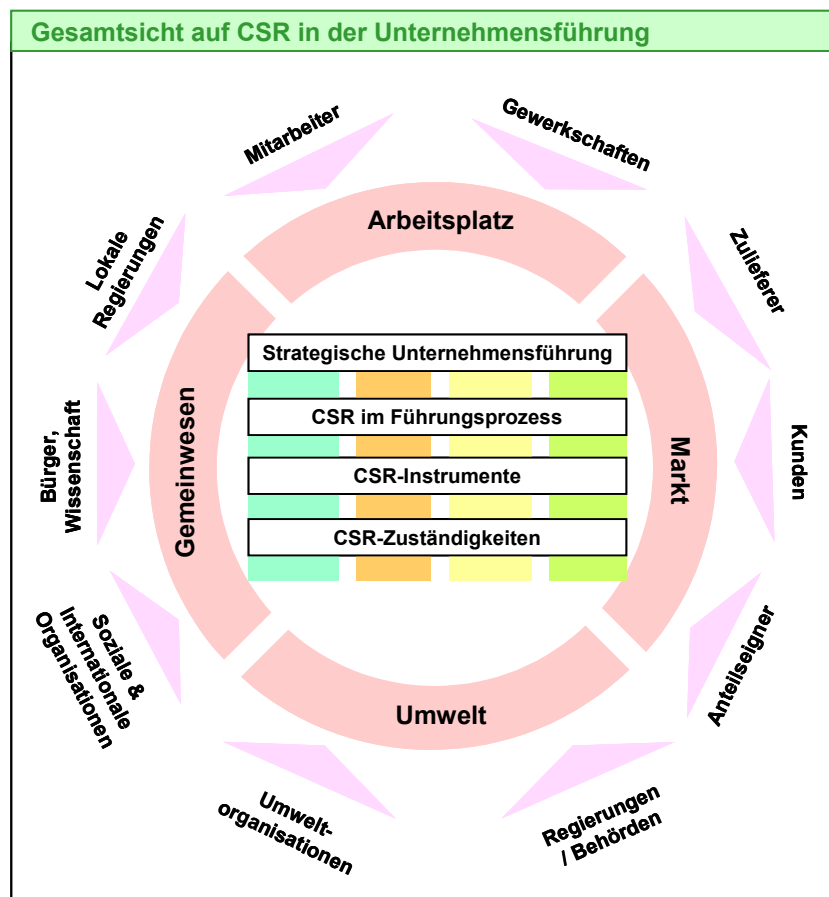 Gesamtsicht auf CSR in der Unternehmensführung
Mitarbeiter
Gewerkschaften
Lokale
Regierungen
Arbeitsplatz
Zulieferer
Strategische Unternehmensführung
CSR im Führungsprozess
CSR-Instrumente
CSR-Zuständigkeiten
Bürger,
Wissenschaft
Gemeinwesen
Markt
Kunden
Soziale &
Internationale
Organisationen
Umwelt
Anteilseigner
Umwelt-
organisationen
Regierungen
/ Behörden